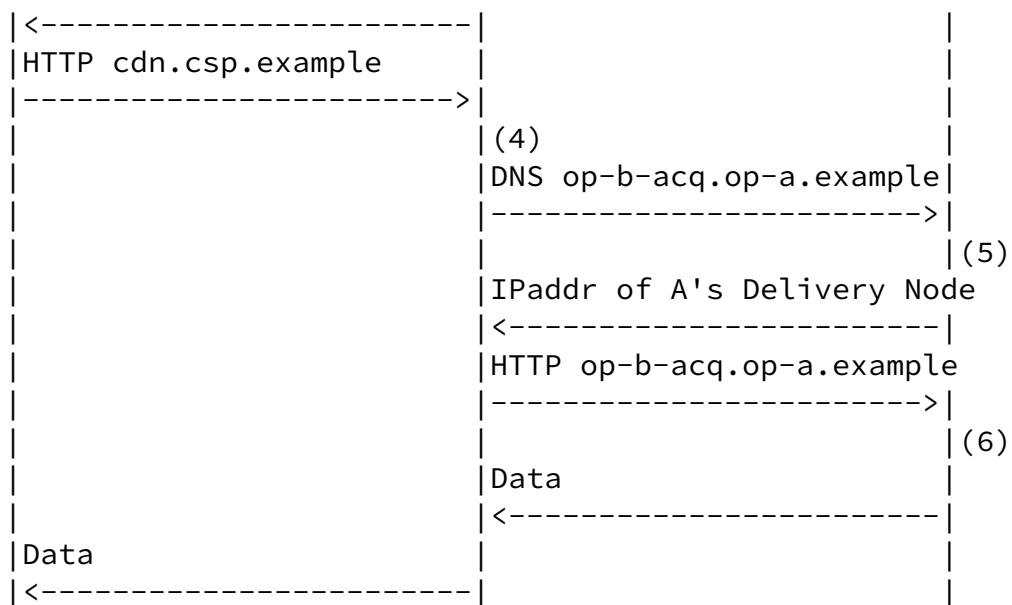 |<------------------------| |
|HTTP cdn.csp.example | |
|------------------------>| |
| |(4) |
| |DNS op-b-acq.op-a.example|
| |------------------------>|
| | |(5)
| |IPaddr of A's Delivery Node
| |<------------------------|
| |HTTP op-b-acq.op-a.example
| |------------------------>|
| | |(6)
| |Data |
| |<------------------------|
|Data | |
|<------------------------| |